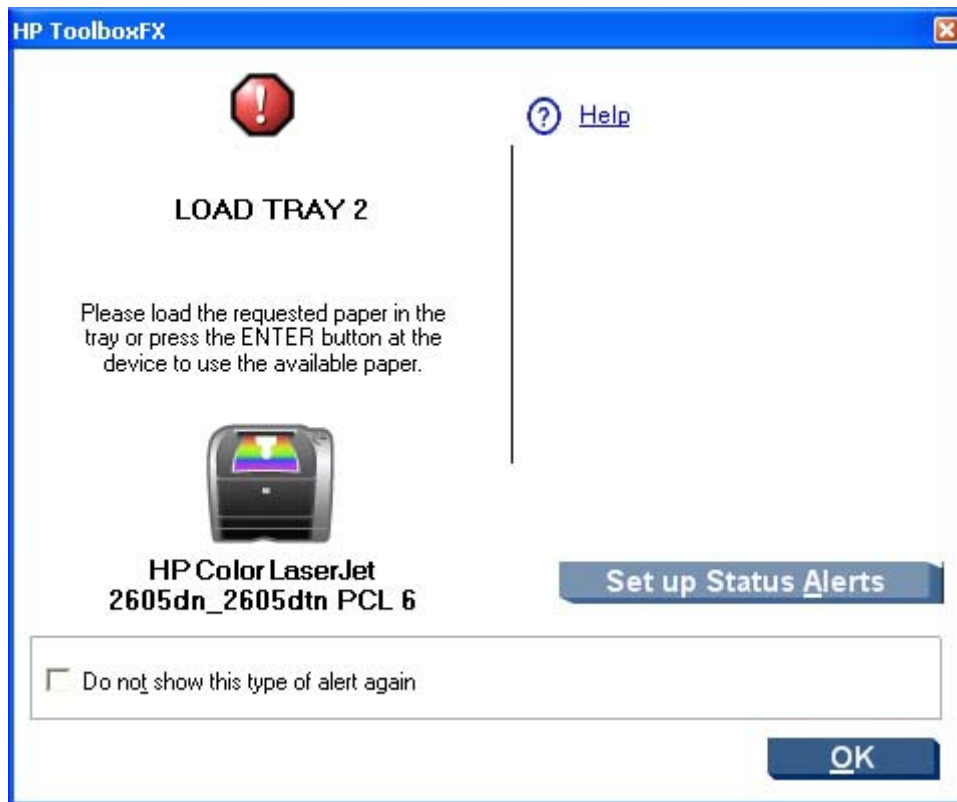 HP ToolboxFX
Help
LOAD TRAY 2
Please load the requested paper in the
tray or press the ENTER button at the
device to use the available paper.
HP Color LaserJet
2605dn_2605dtn PCL 6
Set up Status Alerts
Do not show this type of alert again
OK